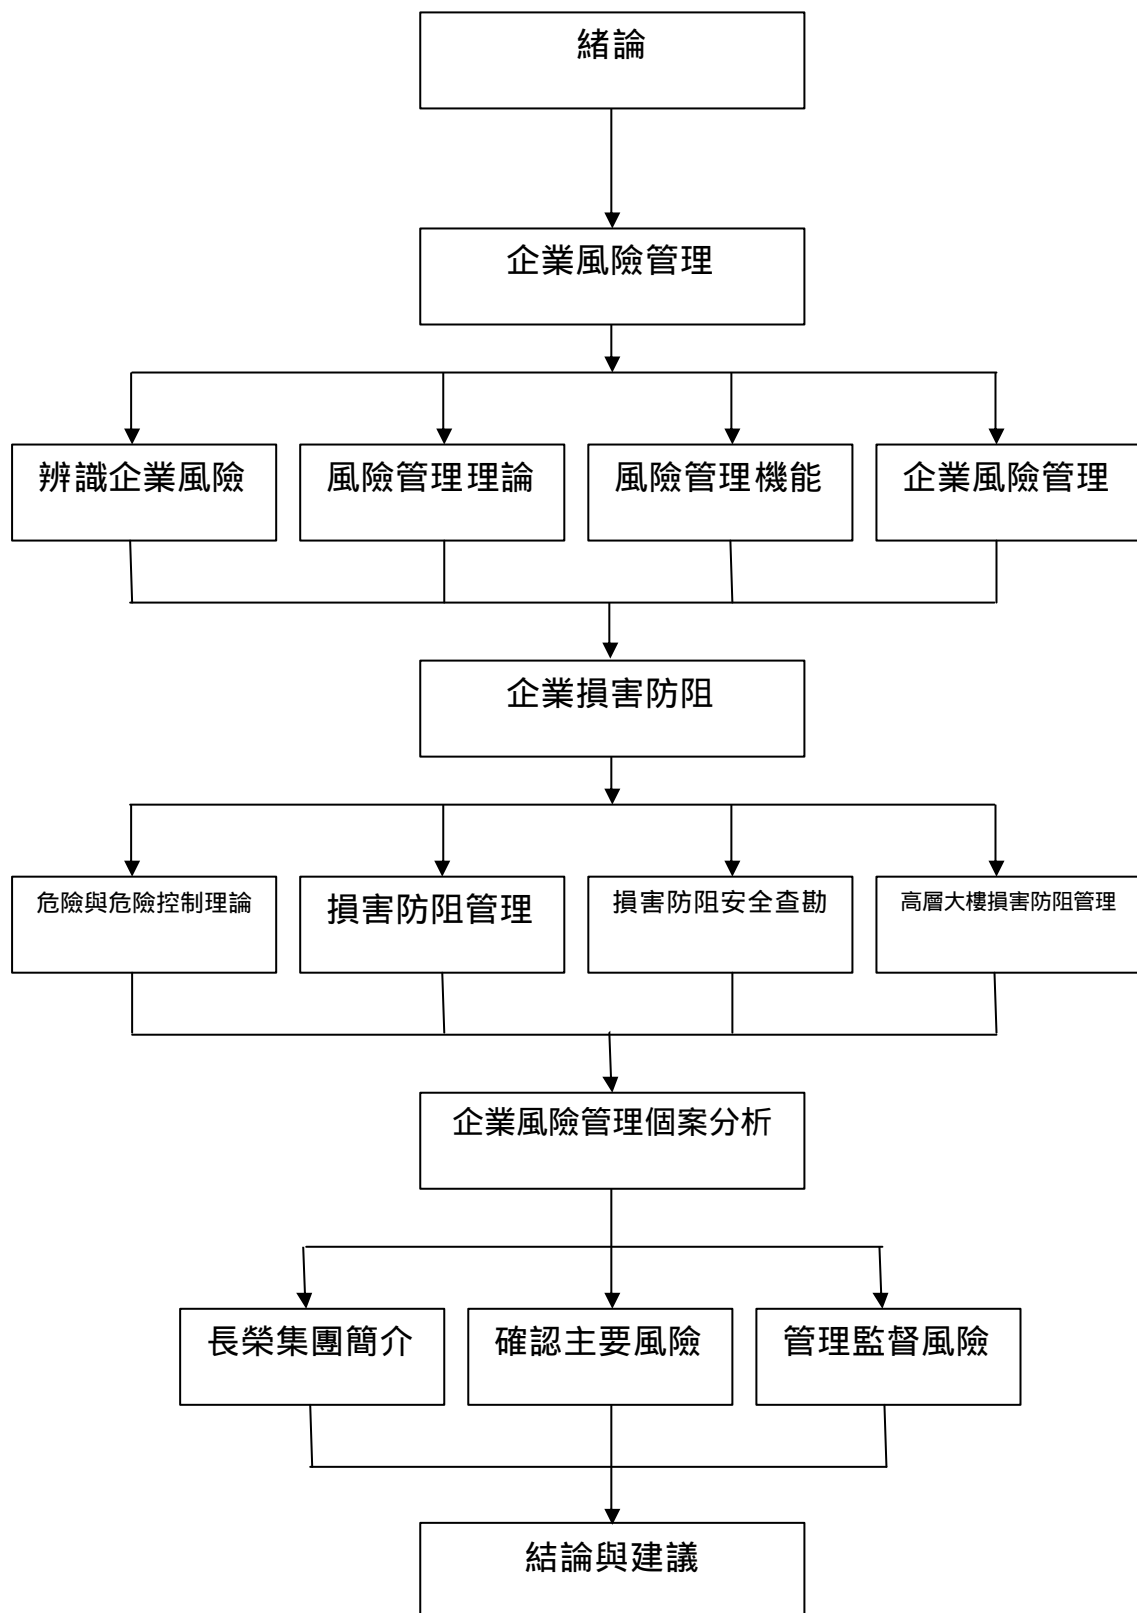 緒論
企業風險管理
辨識企業風險
風險管理理論
風險管理機能
企業風險管理
企業損害防阻
危險與危險控制理論
損害防阻管理
損害防阻安全查勘
高層大樓損害防阻管理
企業風險管理個案分析
長榮集團簡介
確認主要風險
管理監督風險
結論與建議